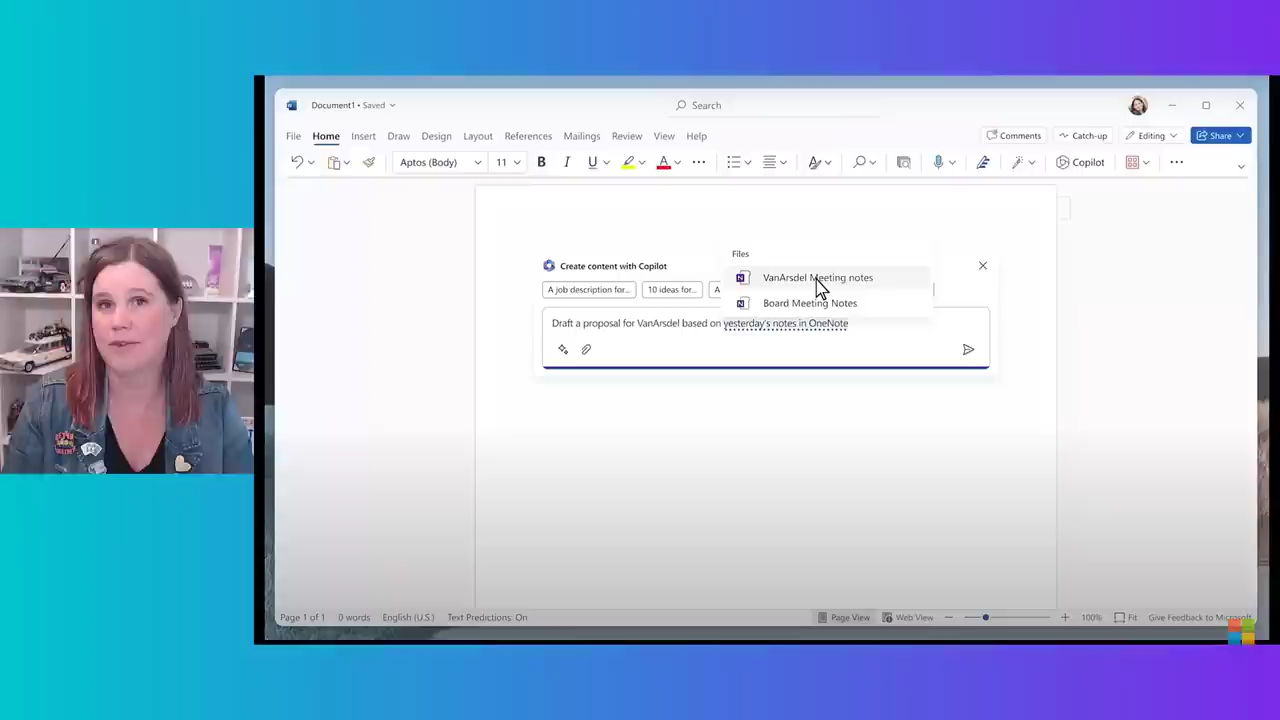 Document1 • Saved
Search
File Home Insert Draw Design Layout References Mailings Review View Help
Comments Catch-up Editing Share
Aptos (Body) 11 B I U A Copilot
Files
Create content with Copilot
VanArsdel Meeting notes
A job description for... 10 ideas for... A
Board Meeting Notes
Draft a proposal for VanArsdel based on yesterday's notes in OneNote
Page 1 of 1 0 words English (U.S.) Text Predictions: On Page View Web View 100% Fit Give Feedback to Microsoft